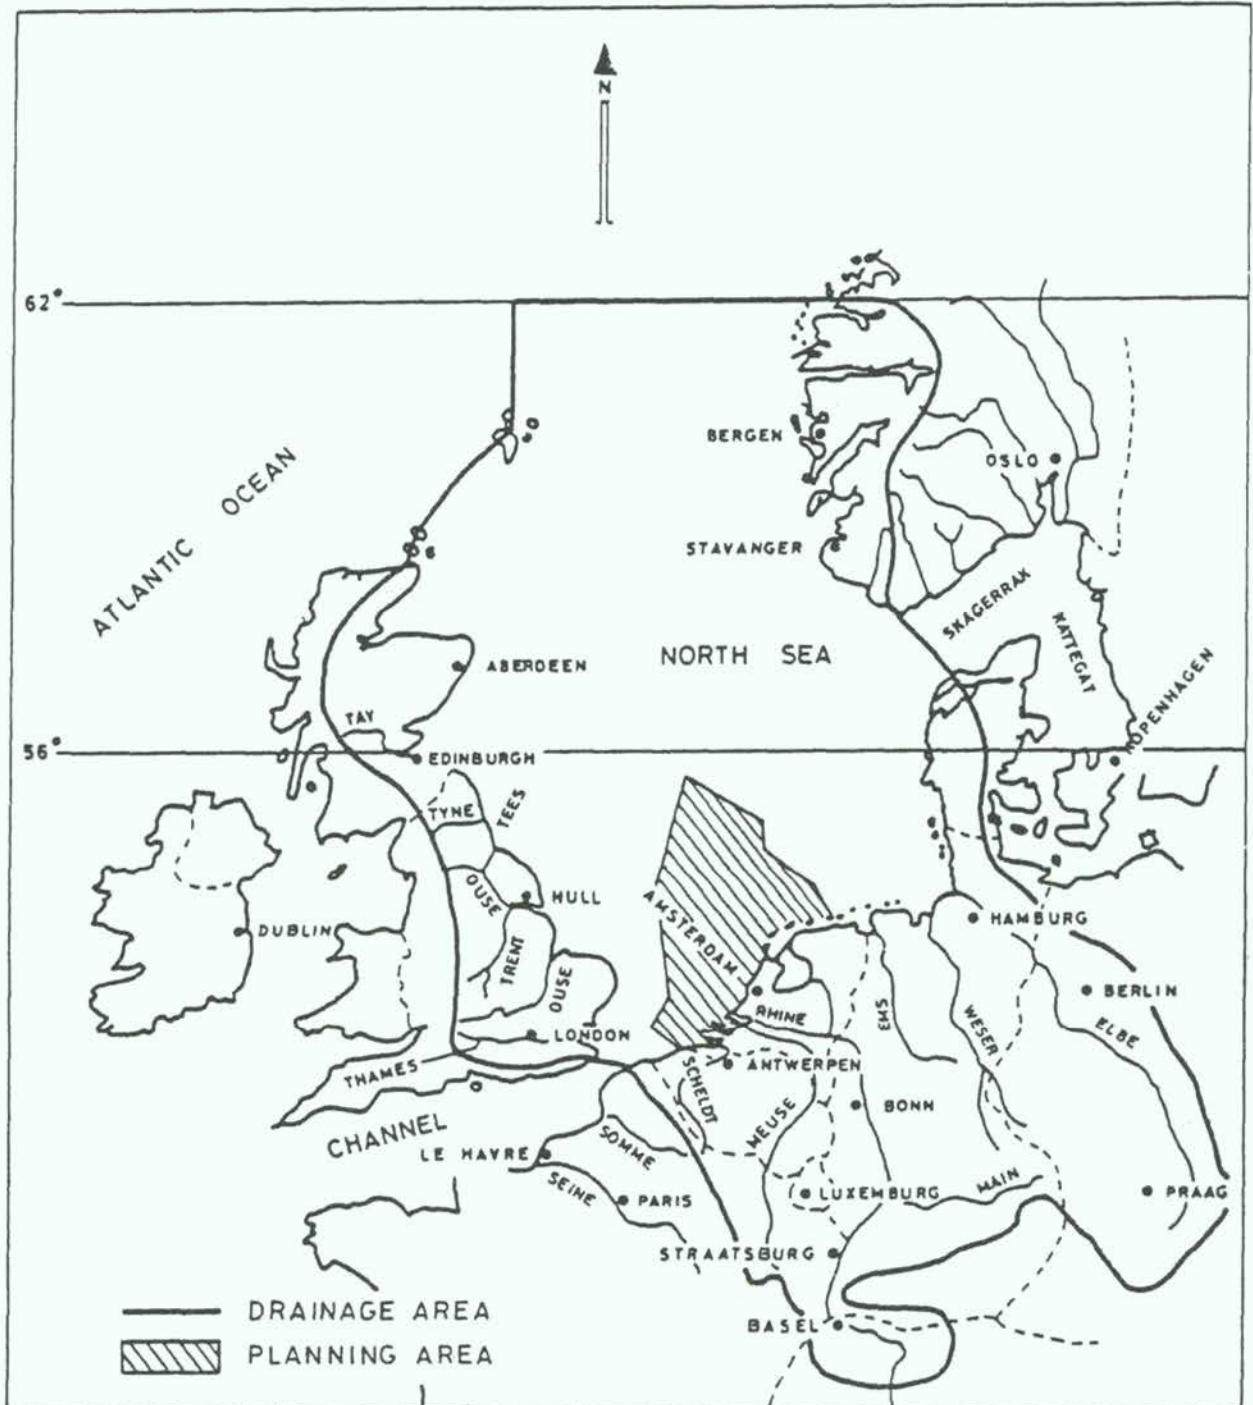 N
62°
BERGEN
OSLO
ATLANTIC OCEAN
STAVANGER
SKAGERRAK
KATTEGAT
NORTH SEA
ABERDEEN
TAY
56°
EDINBURGH
KOPENHAGEN
TYNE
TEES
OUSE
HULL
AMSTERDAM
HAMBURG
DUBLIN
TRENT
OUSE
BERLIN
RHINE
EMS
WESER
ELBE
LONDON
THAMES
SCHELDT
ANTWERPEN
MEUSE
BONN
CHANNEL
LE HAVRE
SOMME
SEINE
PARIS
LUXEMBURG
MAIN
PRAAG
STRAATSBURG
BASEL
DRAINAGE AREA
PLANNING AREA